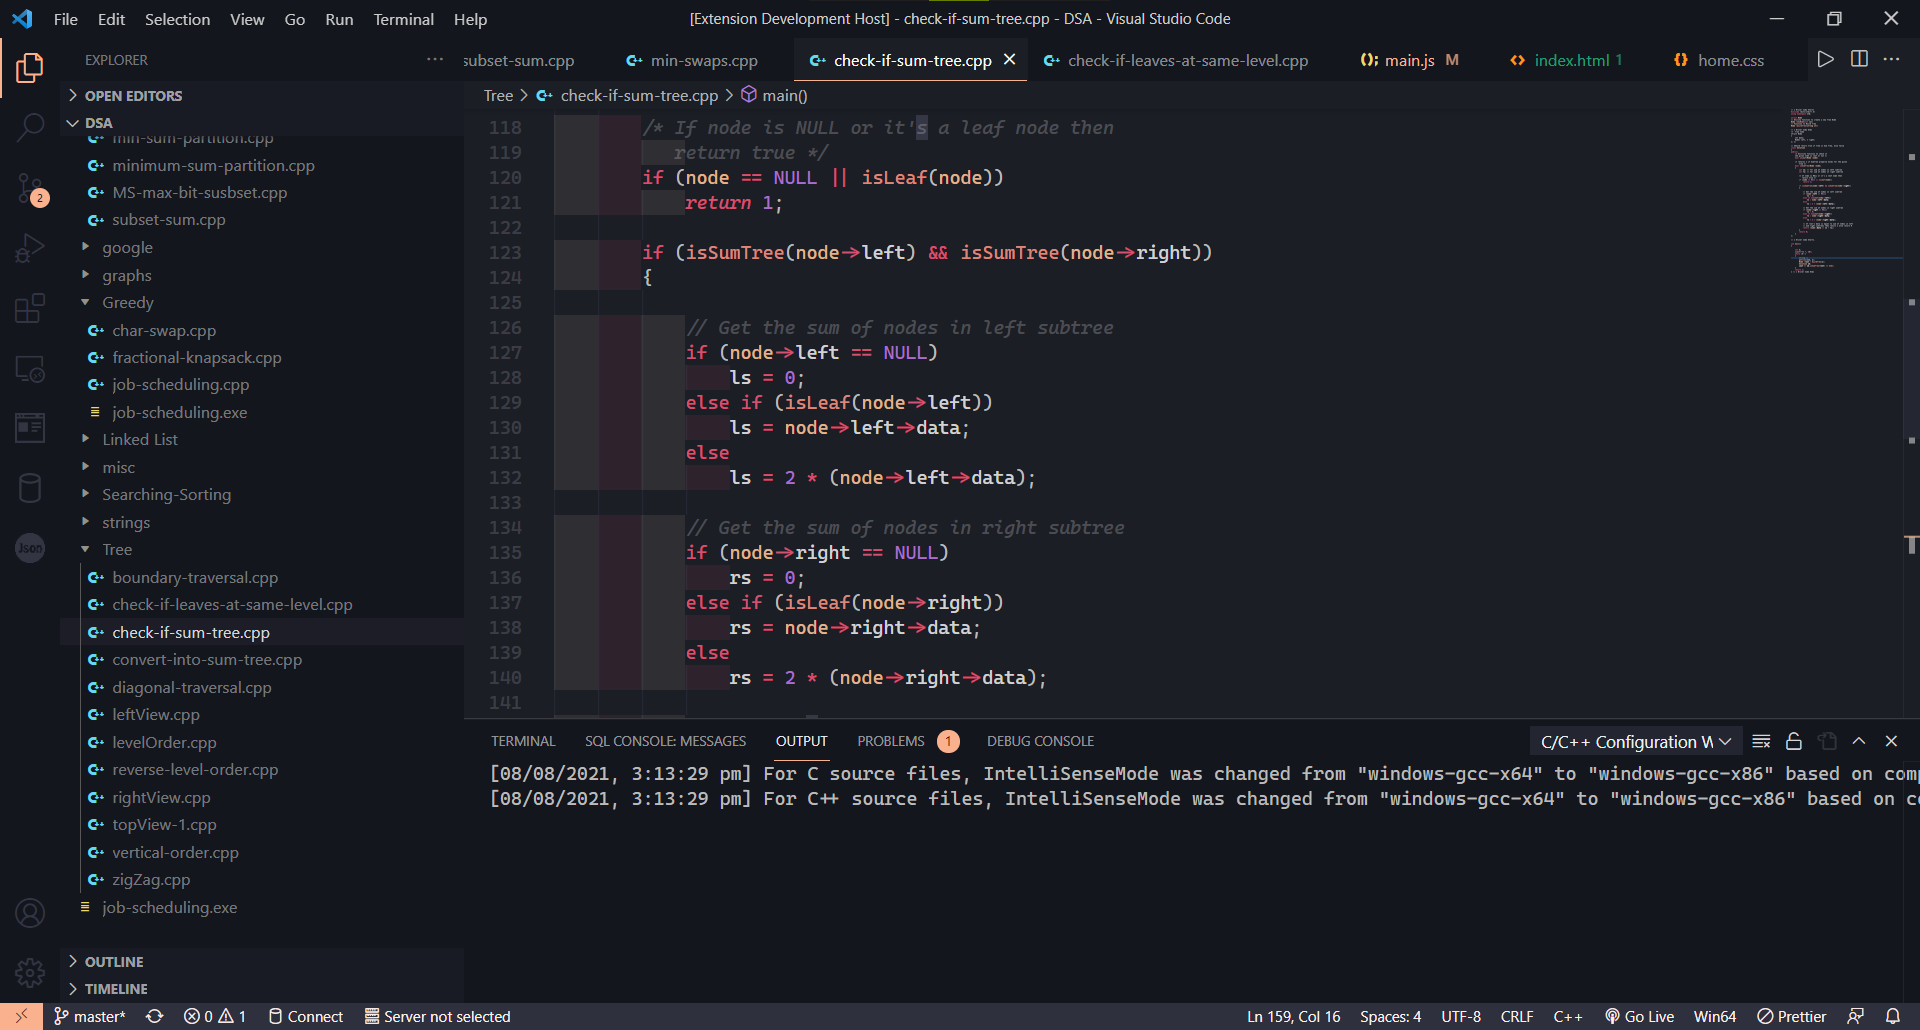 File Edit Selection View Go Run Terminal Help
[Extension Development Host] - check-if-sum-tree.cpp - DSA - Visual Studio Code
EXPLORER
subset-sum.cpp
min-swaps.cpp
check-if-sum-tree.cpp
check-if-leaves-at-same-level.cpp
main.js M
index.html 1
home.css
OPEN EDITORS
DSA
min-sum-partition.cpp
minimum-sum-partition.cpp
MS-max-bit-susbset.cpp
subset-sum.cpp
google
graphs
Greedy
char-swap.cpp
fractional-knapsack.cpp
job-scheduling.cpp
job-scheduling.exe
Linked List
misc
Searching-Sorting
strings
Tree
boundary-traversal.cpp
check-if-leaves-at-same-level.cpp
check-if-sum-tree.cpp
convert-into-sum-tree.cpp
diagonal-traversal.cpp
leftView.cpp
levelOrder.cpp
reverse-level-order.cpp
rightView.cpp
topView-1.cpp
vertical-order.cpp
zigZag.cpp
job-scheduling.exe
OUTLINE
TIMELINE
2
Json
Tree > check-if-sum-tree.cpp > main()
118 /* If node is NULL or it's a leaf node then
119 return true */
120 if (node == NULL || isLeaf(node))
121 return 1;
122
123 if (isSumTree(node->left) && isSumTree(node->right))
124 {
125
126 // Get the sum of nodes in left subtree
127 if (node->left == NULL)
128 ls = 0;
129 else if (isLeaf(node->left))
130 ls = node->left->data;
131 else
132 ls = 2 * (node->left->data);
133
134 // Get the sum of nodes in right subtree
135 if (node->right == NULL)
136 rs = 0;
137 else if (isLeaf(node->right))
138 rs = node->right->data;
139 else
140 rs = 2 * (node->right->data);
141
TERMINAL SQL CONSOLE: MESSAGES OUTPUT PROBLEMS 1 DEBUG CONSOLE
C/C++ Configuration W
[08/08/2021, 3:13:29 pm] For C source files, IntelliSenseMode was changed from "windows-gcc-x64" to "windows-gcc-x86" based on comp
[08/08/2021, 3:13:29 pm] For C++ source files, IntelliSenseMode was changed from "windows-gcc-x64" to "windows-gcc-x86" based on co
master* 0 1 Connect Server not selected
Ln 159, Col 16 Spaces: 4 UTF-8 CRLF C++ Go Live Win64 Prettier